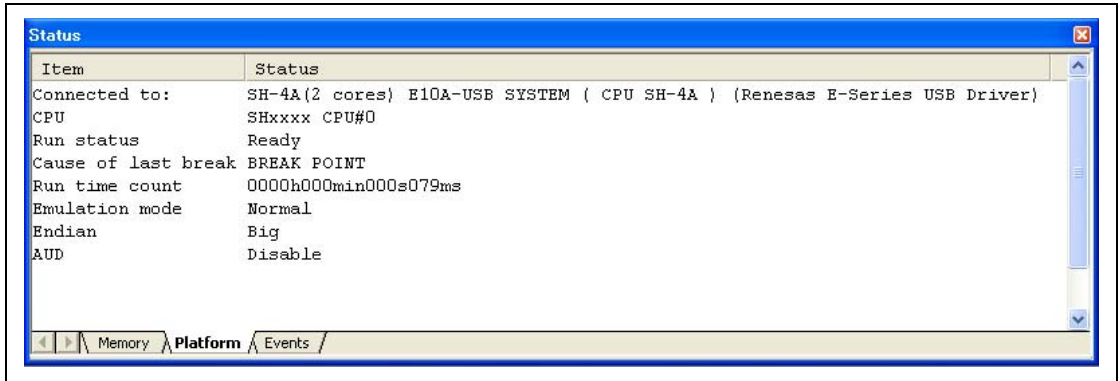 Status
Item Status
Connected to: SH-4A(2 cores) E10A-USB SYSTEM ( CPU SH-4A ) (Renesas E-Series USB Driver)
CPU SHxxxx CPU#0
Run status Ready
Cause of last break BREAK POINT
Run time count 0000h000min000s079ms
Emulation mode Normal
Endian Big
AUD Disable
Memory Platform Events